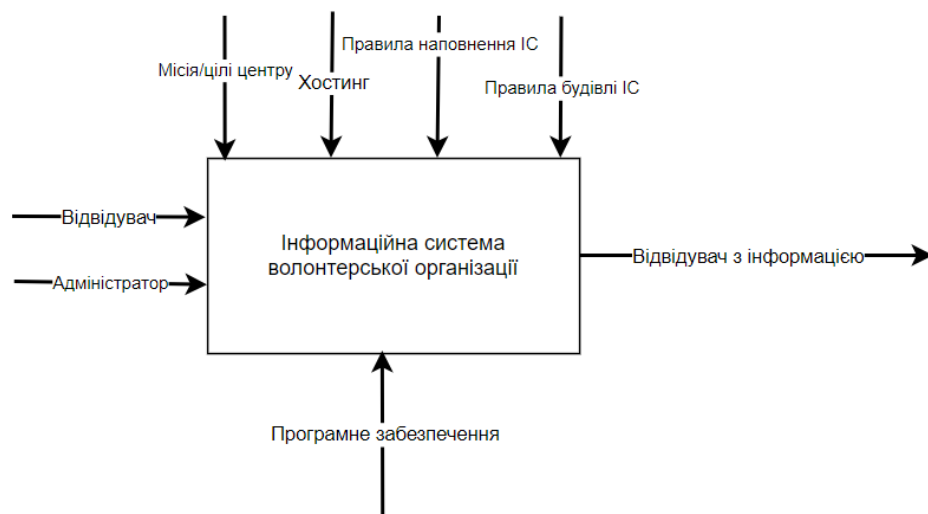 Правила наповнення ІС
Місія/цілі центру
Хостинг
Правила будівлі ІС
Відвідувач
Інформаційна система
волонтерської організації
Відвідувач з інформацією
Адміністратор
Програмне забезпечення